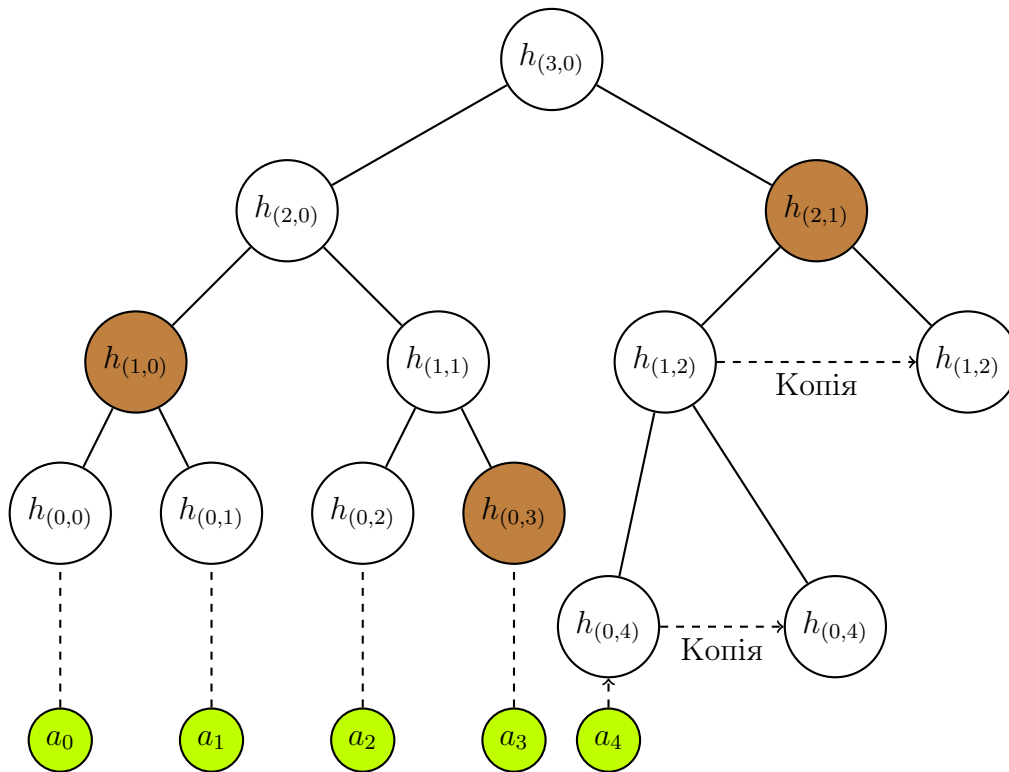 h(3,0)
h(2,0)
h(2,1)
h(1,0)
h(1,1)
h(1,2)
Копія
h(1,2)
h(0,0)
h(0,1)
h(0,2)
h(0,3)
h(0,4)
Копія
h(0,4)
a0
a1
a2
a3
a4